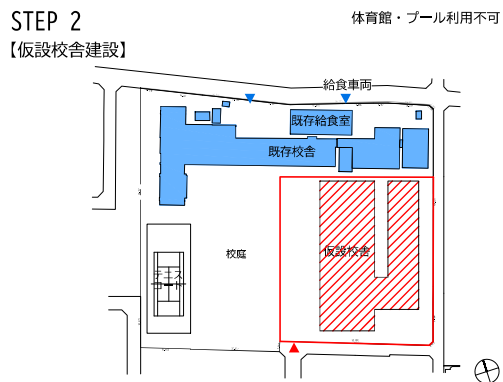 STEP 2
体育館・プール利用不可
【仮設校舎建設】
給食車両
既存給食室
既存校舎
校庭
仮設校舎
テニス
コート